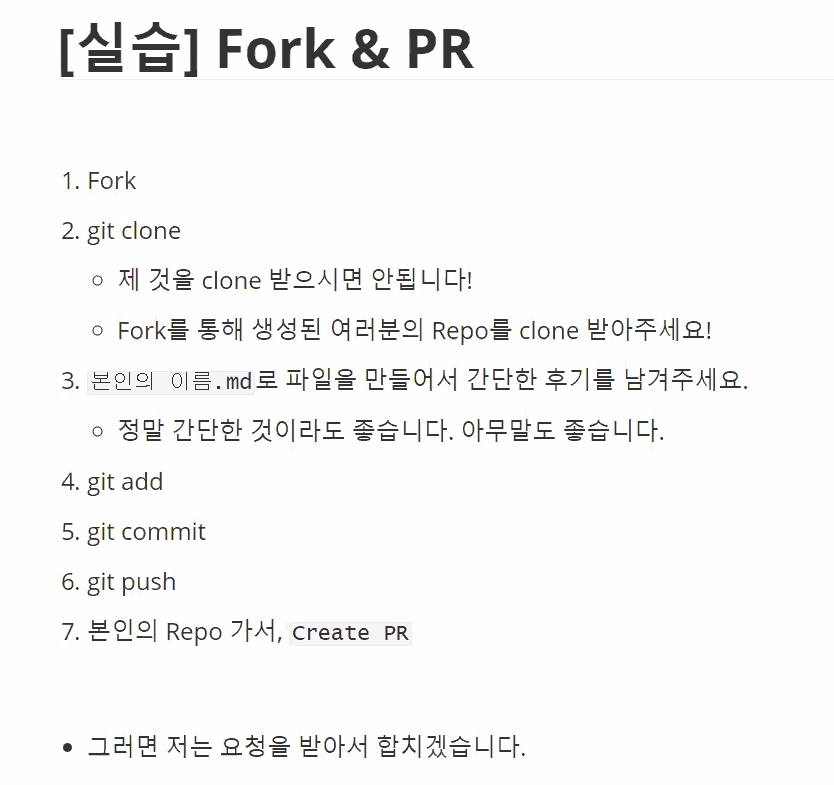 [실습] Fork & PR
1. Fork
2. git clone
○ 제 것을 clone 받으시면 안됩니다!
○ Fork를 통해 생성된 여러분의 Repo를 clone 받아주세요!
3. 본인의 이름.md로 파일을 만들어서 간단한 후기를 남겨주세요.
○ 정말 간단한 것이라도 좋습니다. 아무말도 좋습니다.
4. git add
5. git commit
6. git push
7. 본인의 Repo 가서, Create PR
• 그러면 저는 요청을 받아서 합치겠습니다.